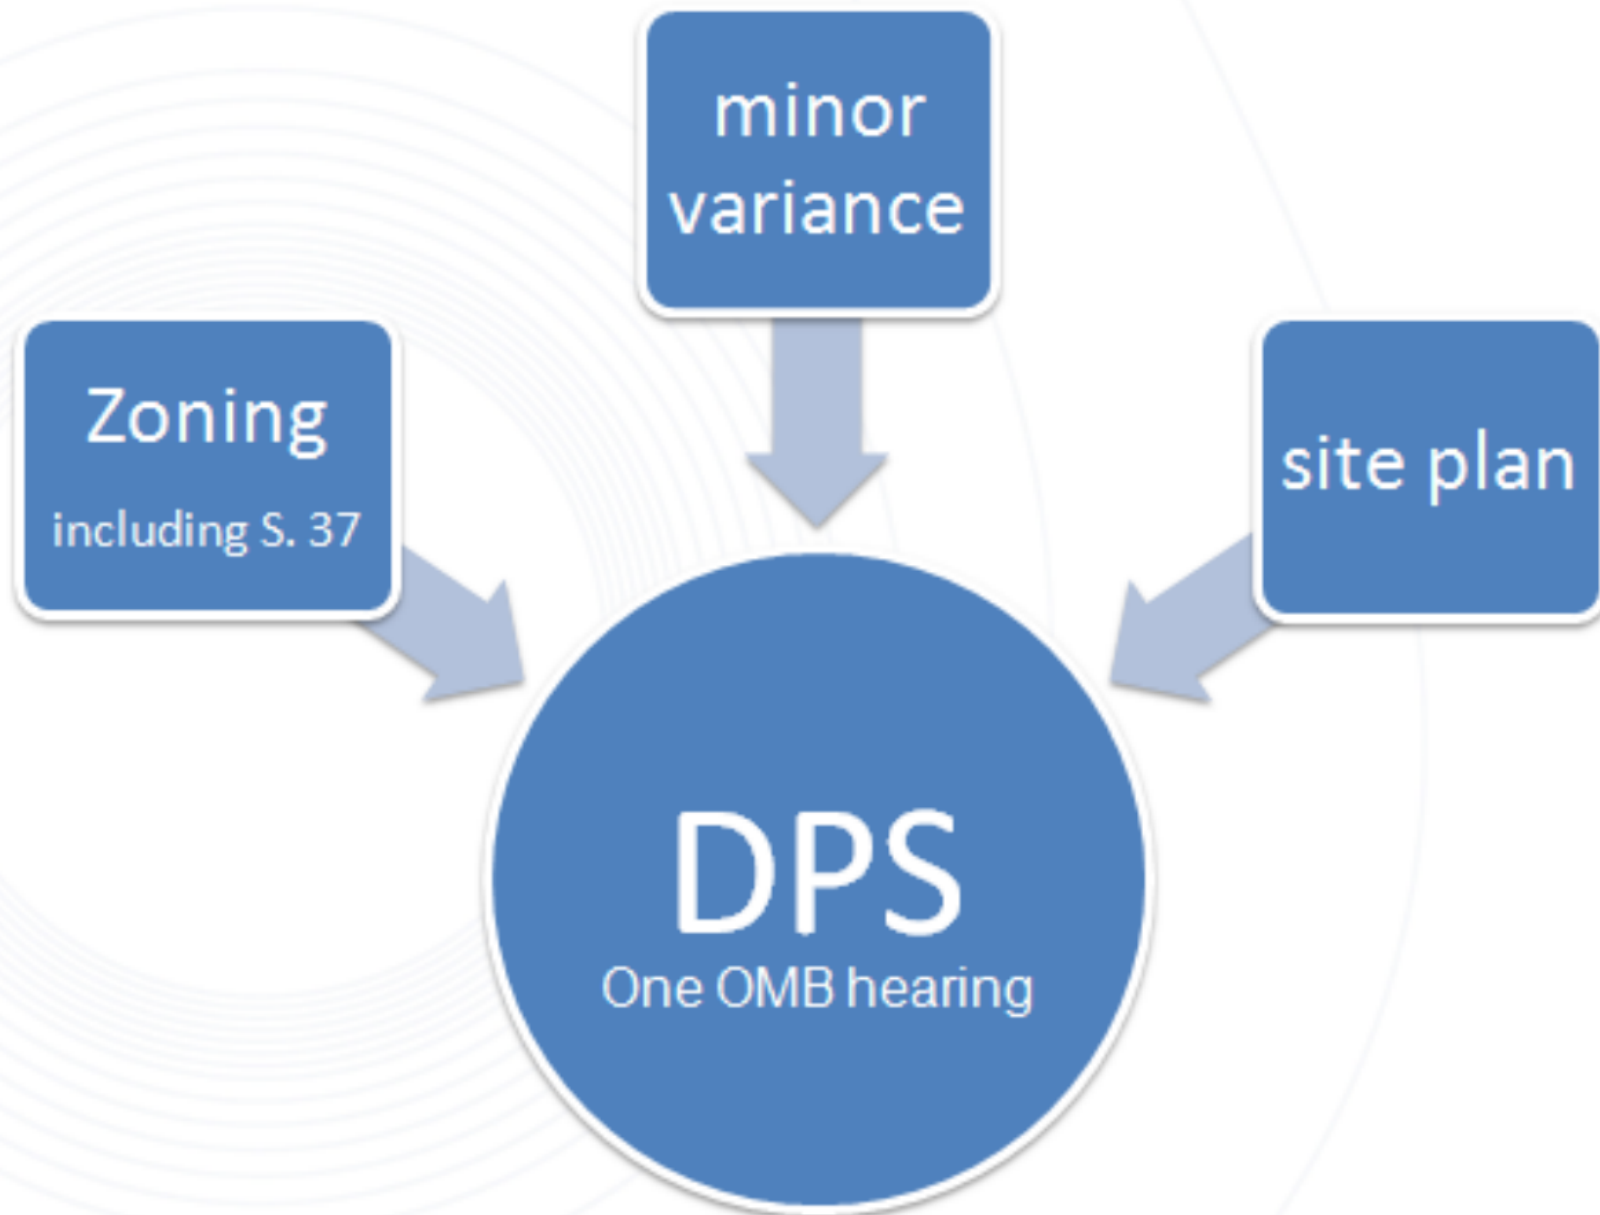 minor
variance
Zoning
including S. 37
site plan
DPS
One OMB hearing